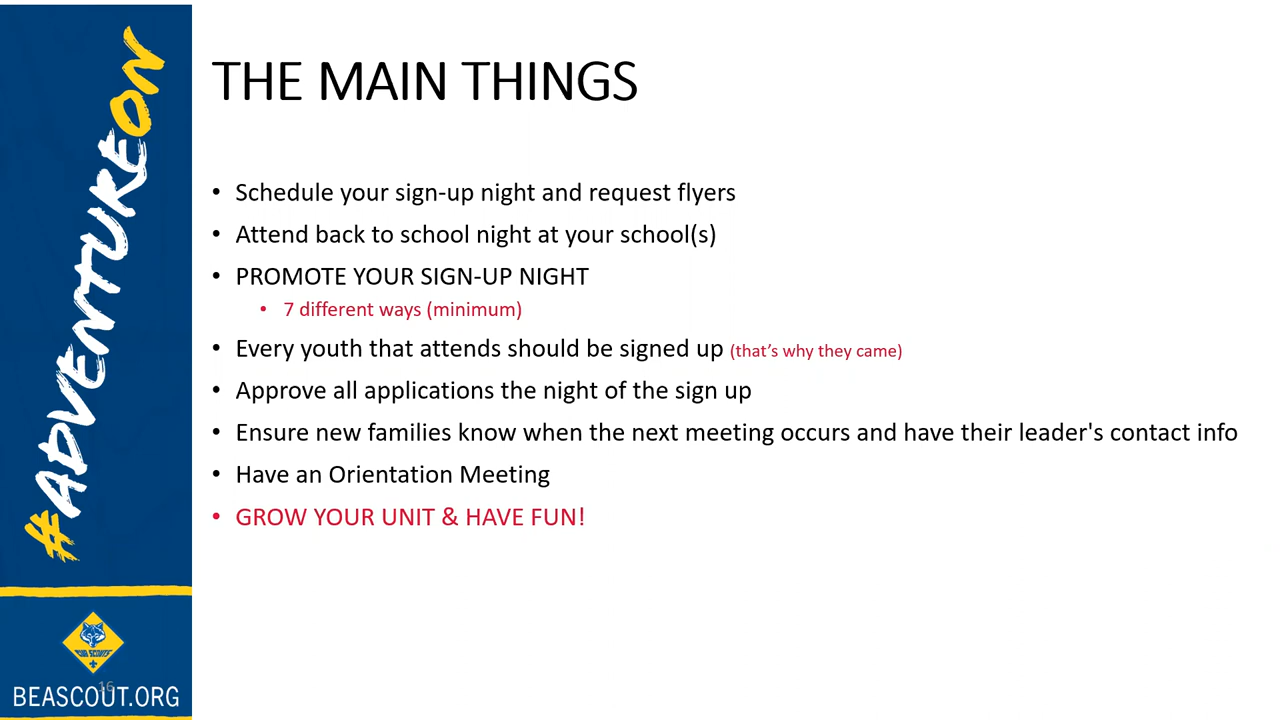 #ADVENTUREON
THE MAIN THINGS
• Schedule your sign-up night and request flyers
• Attend back to school night at your school(s)
• PROMOTE YOUR SIGN-UP NIGHT
• 7 different ways (minimum)
• Every youth that attends should be signed up (that's why they came)
• Approve all applications the night of the sign up
• Ensure new families know when the next meeting occurs and have their leader's contact info
• Have an Orientation Meeting
• GROW YOUR UNIT & HAVE FUN!
CUB SCOUTS
16
BEASCOUT.ORG